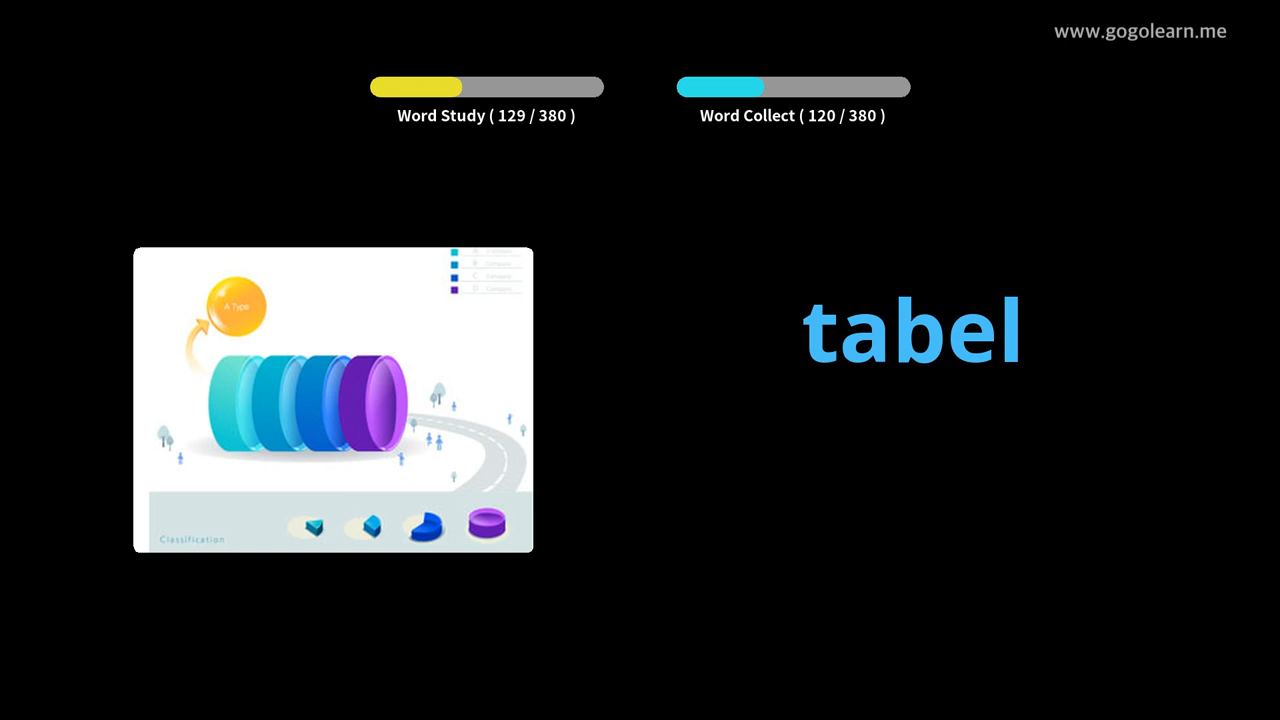 www.gogolearn.me
Word Study ( 129 / 380 )
Word Collect ( 120 / 380 )
A Type
A
B
C
D
tabel
Classification